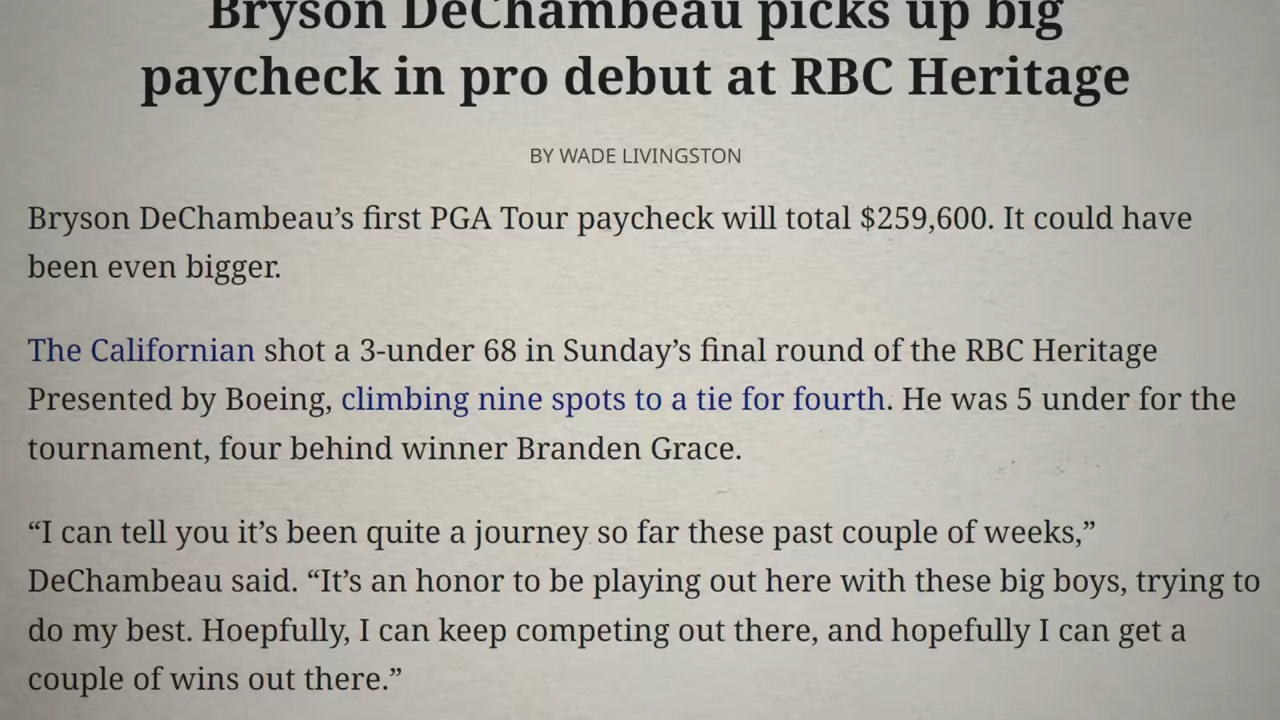 Bryson DeChambeau picks up big
paycheck in pro debut at RBC Heritage
BY WADE LIVINGSTON
Bryson DeChambeau’s first PGA Tour paycheck will total $259,600. It could have
been even bigger.
The Californian shot a 3-under 68 in Sunday’s final round of the RBC Heritage
Presented by Boeing, climbing nine spots to a tie for fourth. He was 5 under for the
tournament, four behind winner Branden Grace.
“I can tell you it’s been quite a journey so far these past couple of weeks,”
DeChambeau said. “It’s an honor to be playing out here with these big boys, trying to
do my best. Hoepfully, I can keep competing out there, and hopefully I can get a
couple of wins out there.”